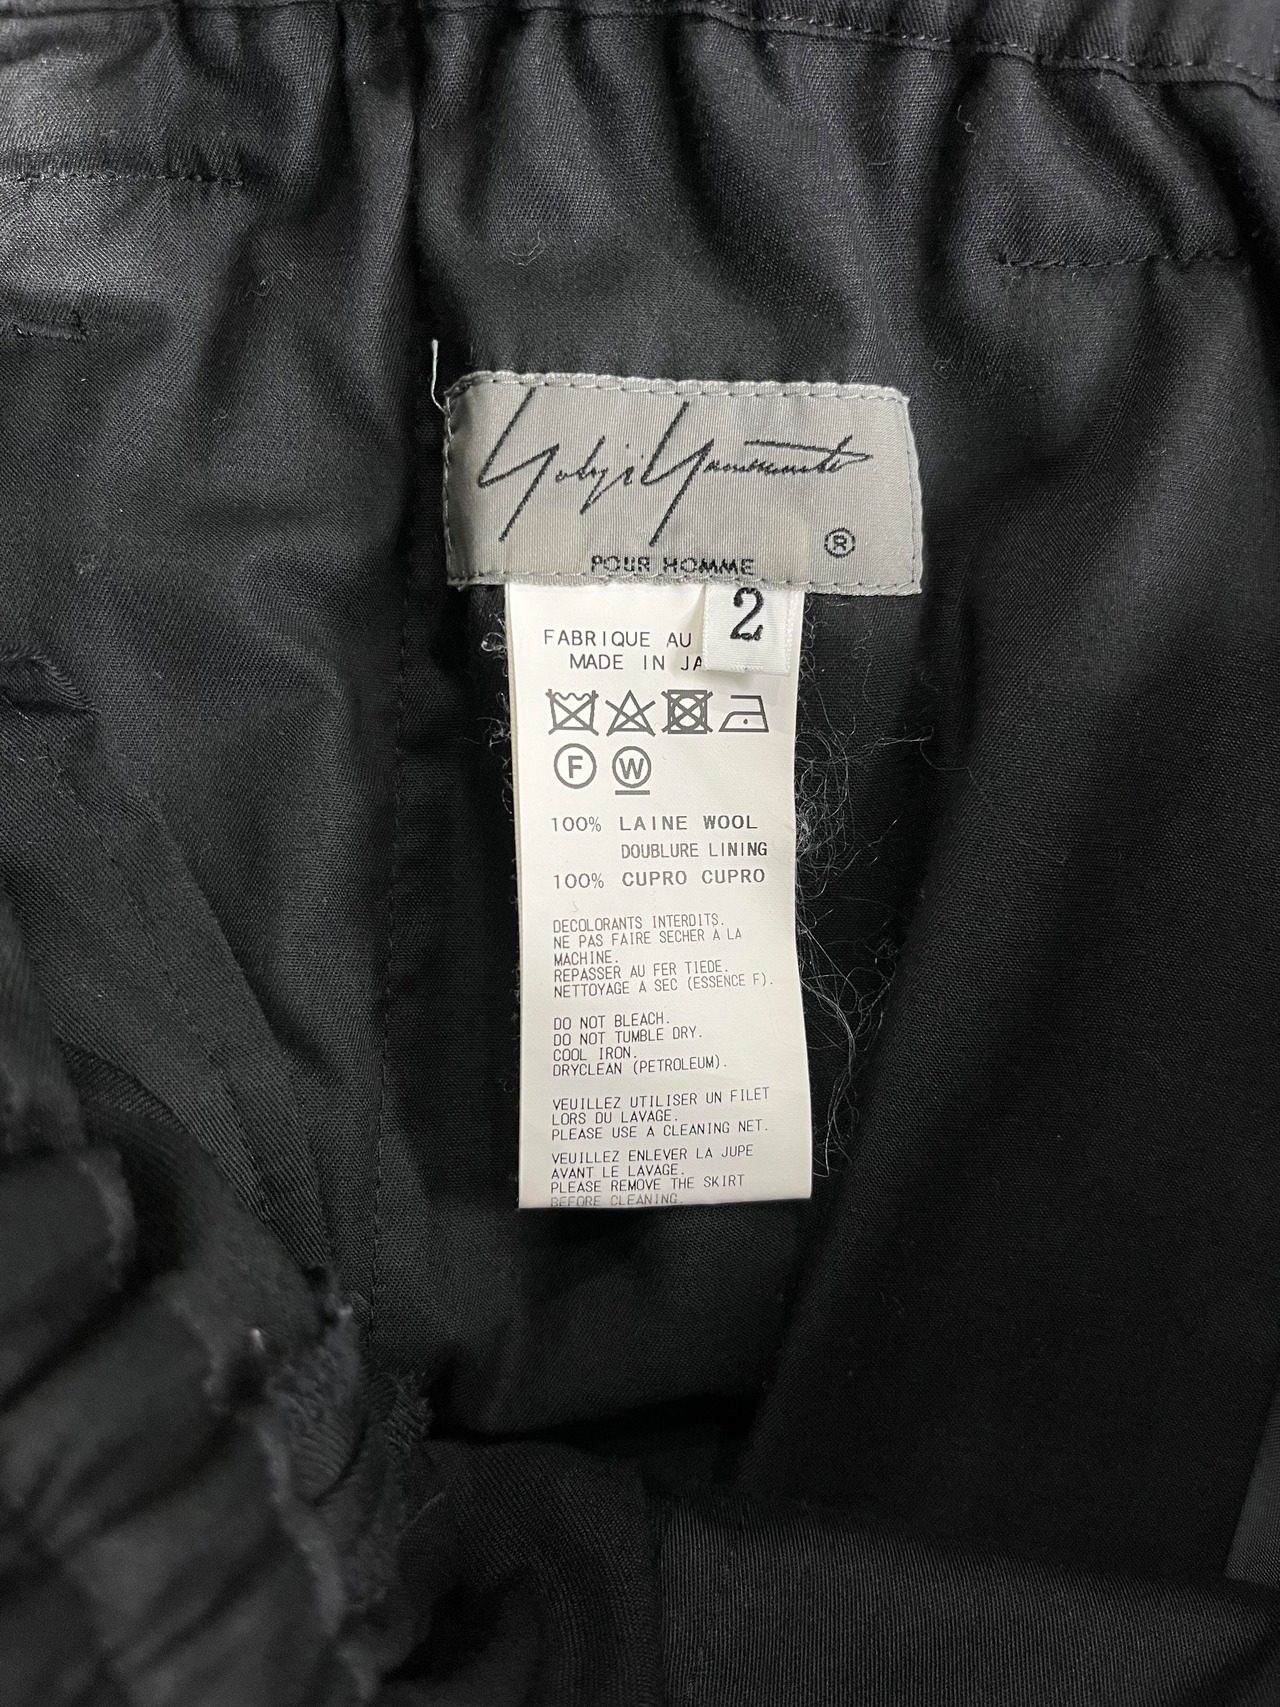 Yohji Yamamoto
®
POUR HOMME
2
FABRIQUE AU
MADE IN JA
F W
100% LAINE WOOL
DOUBLURE LINING
100% CUPRO CUPRO
DECOLORANTS INTERDITS.
NE PAS FAIRE SECHER A LA
MACHINE.
REPASSER AU FER TIEDE.
NETTOYAGE A SEC (ESSENCE F).
DO NOT BLEACH.
DO NOT TUMBLE DRY.
COOL IRON.
DRYCLEAN (PETROLEUM).
VEUILLEZ UTILISER UN FILET
LORS DU LAVAGE.
PLEASE USE A CLEANING NET.
VEUILLEZ ENLEVER LA JUPE
AVANT LE LAVAGE.
PLEASE REMOVE THE SKIRT
BEFORE CLEANING.